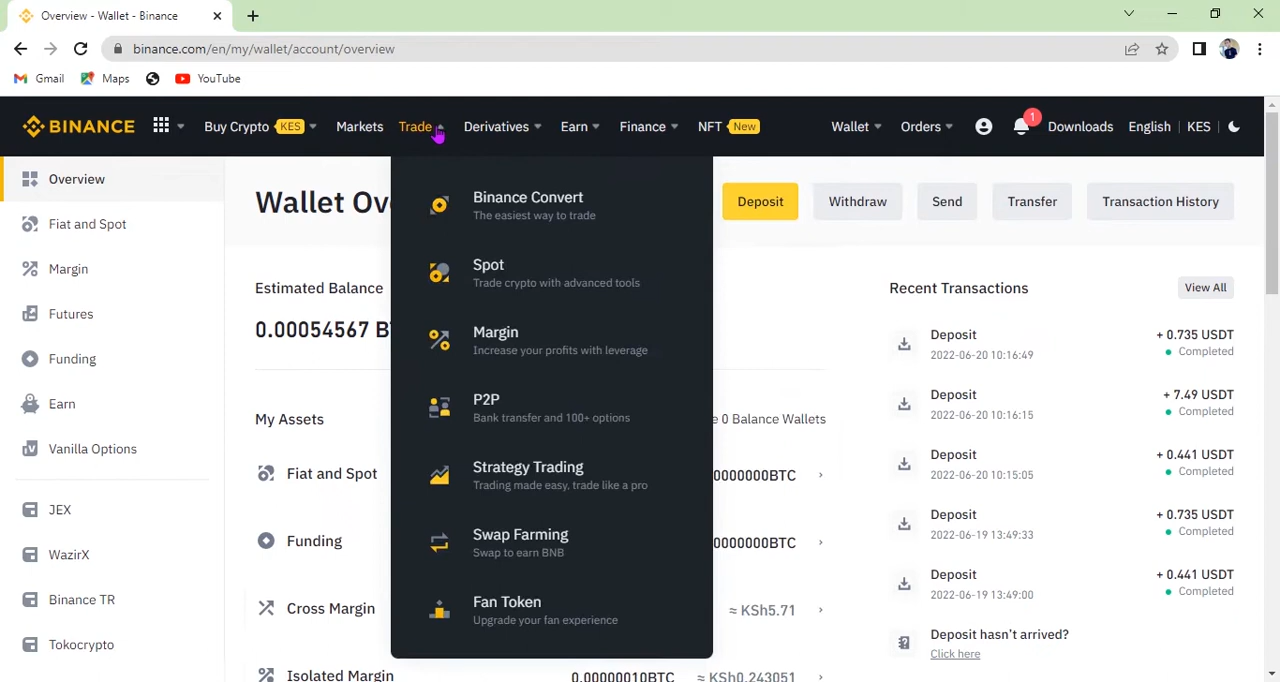 Overview - Wallet - Binance
binance.com/en/my/wallet/account/overview
Gmail Maps YouTube
BINANCE Buy Crypto KES Markets Trade Derivatives Earn Finance NFT New Wallet Orders 1 Downloads English KES
Overview
Fiat and Spot
Margin
Futures
Funding
Earn
Vanilla Options
JEX
WazirX
Binance TR
Tokocrypto
Wallet Ov
Deposit Withdraw Send Transfer Transaction History
Binance Convert
The easiest way to trade
Spot
Trade crypto with advanced tools
Margin
Increase your profits with leverage
P2P
Bank transfer and 100+ options
Strategy Trading
Trading made easy, trade like a pro
Swap Farming
Swap to earn BNB
Fan Token
Upgrade your fan experience
Estimated Balance
0.00054567 B
My Assets
e 0 Balance Wallets
Fiat and Spot 0000000BTC
Funding 0000000BTC
Cross Margin ≈ KSh5.71
Isolated Margin 0.00000010BTC ≈ KSh0.243051
Recent Transactions View All
Deposit + 0.735 USDT
2022-06-20 10:16:49 Completed
Deposit + 7.49 USDT
2022-06-20 10:16:15 Completed
Deposit + 0.441 USDT
2022-06-20 10:15:05 Completed
Deposit + 0.735 USDT
2022-06-19 13:49:33 Completed
Deposit + 0.441 USDT
2022-06-19 13:49:00 Completed
Deposit hasn't arrived?
Click here